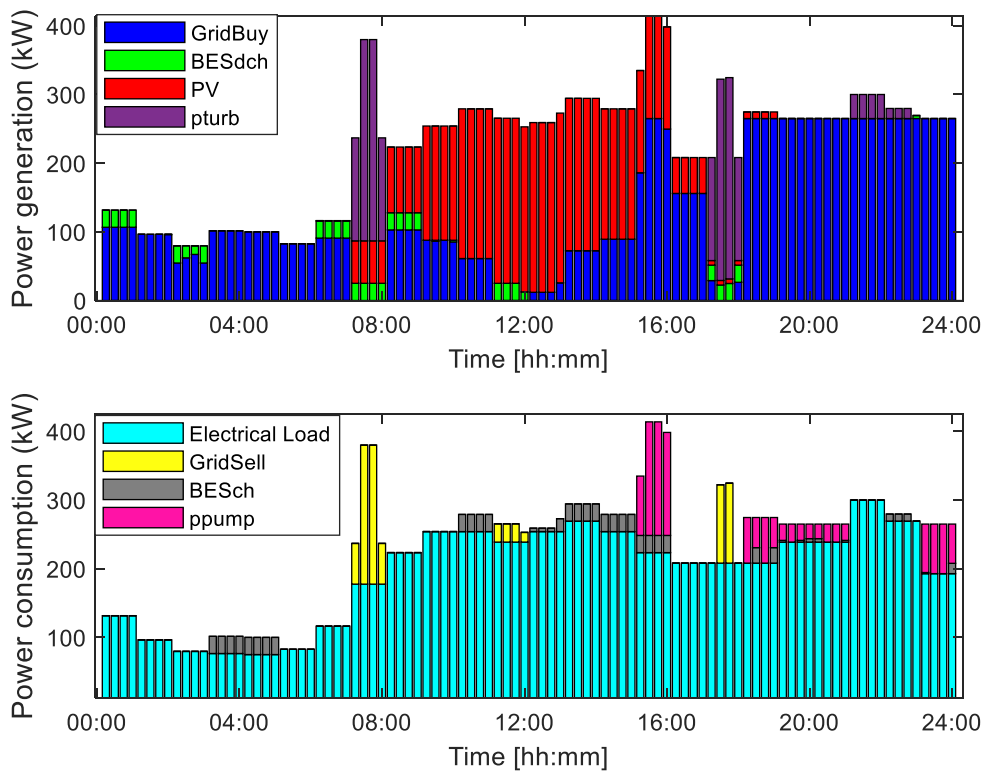 Power generation (kW)
400
300
200
100
0
GridBuy
BESdch
PV
pturb
00:00 04:00 08:00 12:00 16:00 20:00 24:00
Time [hh:mm]
Power consumption (kW)
400
300
200
100
Electrical Load
GridSell
BESch
ppump
00:00 04:00 08:00 12:00 16:00 20:00 24:00
Time [hh:mm]